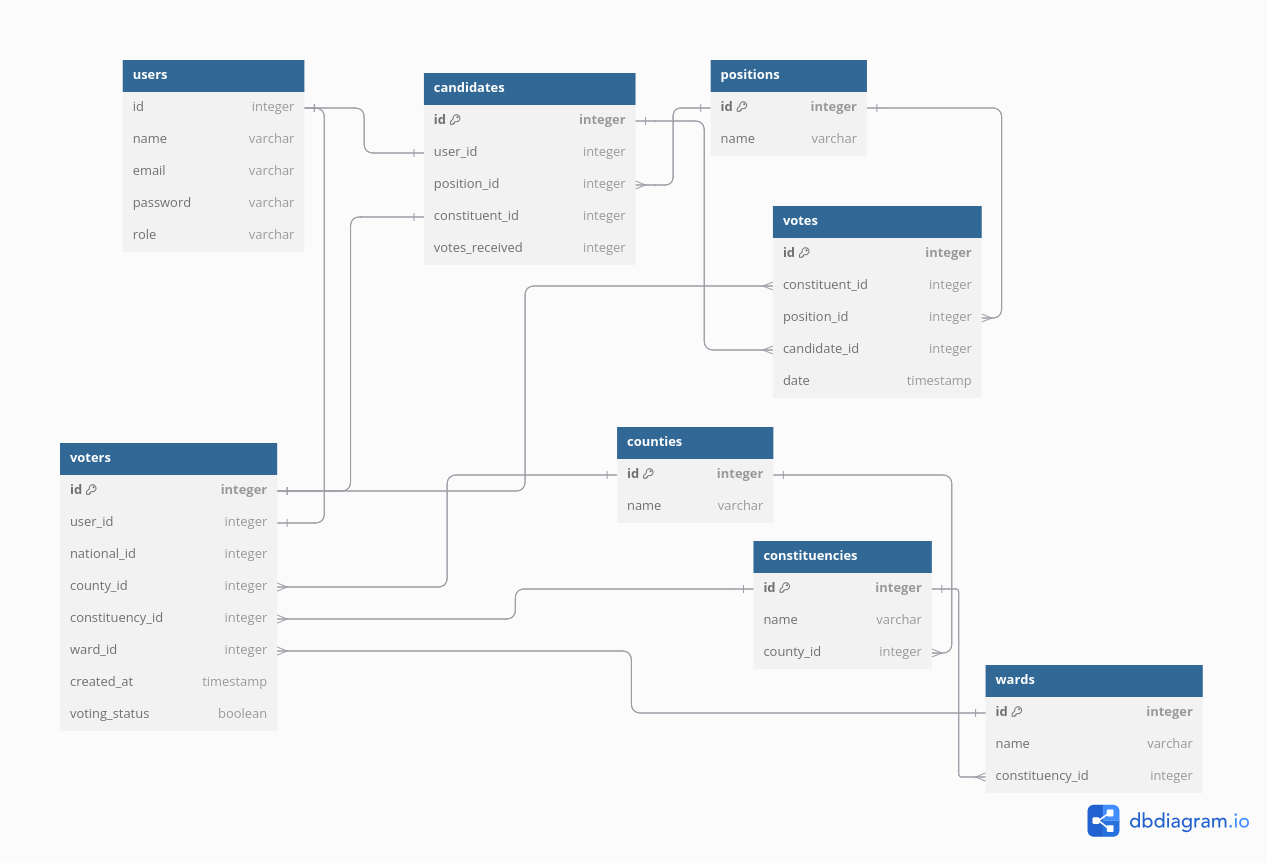 users
id integer
name varchar
email varchar
password varchar
role varchar
candidates
id integer
user_id integer
position_id integer
constituent_id integer
votes_received integer
positions
id integer
name varchar
votes
id integer
constituent_id integer
position_id integer
candidate_id integer
date timestamp
voters
id integer
user_id integer
national_id integer
county_id integer
constituency_id integer
ward_id integer
created_at timestamp
voting_status boolean
counties
id integer
name varchar
constituencies
id integer
name varchar
county_id integer
wards
id integer
name varchar
constituency_id integer
dbdiagram.io